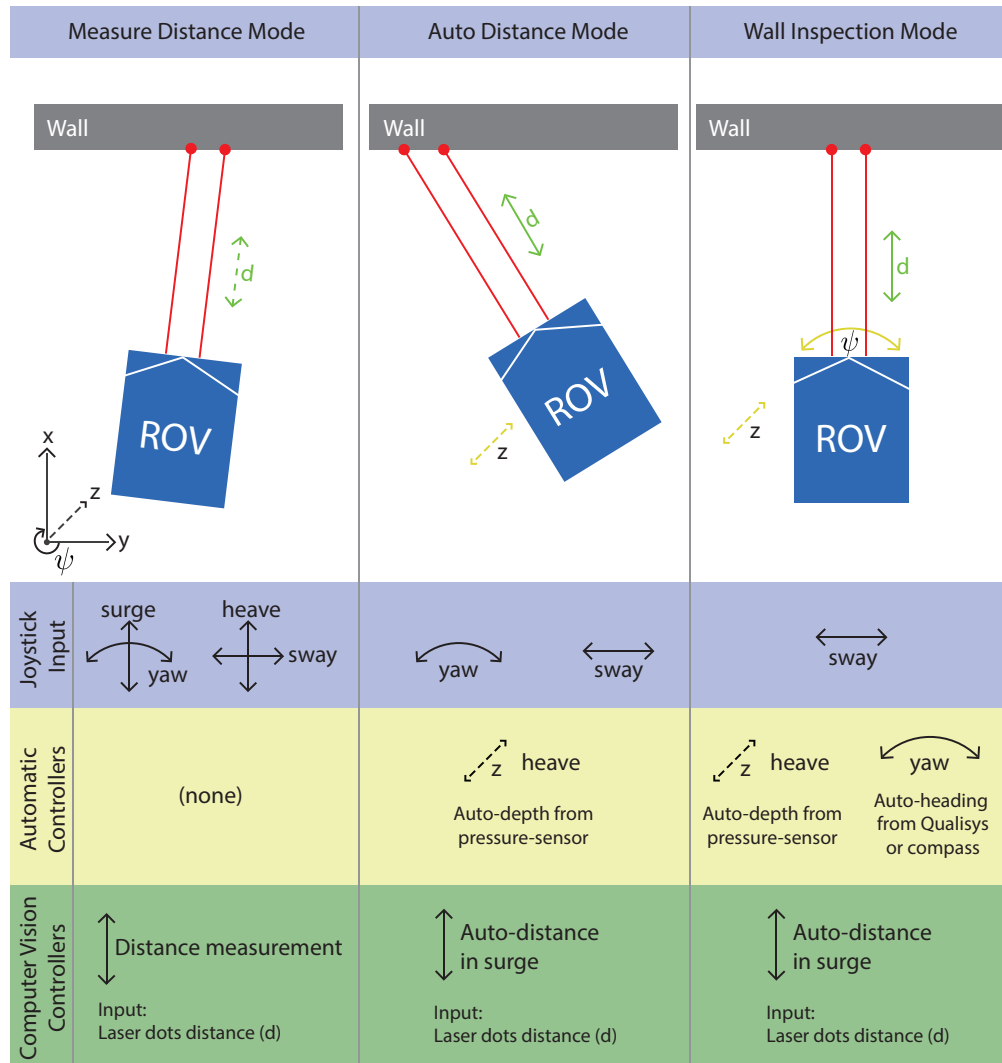 Measure Distance Mode
Auto Distance Mode
Wall Inspection Mode
Wall
Wall
Wall
d
d
d
ψ
ROV
ROV
ROV
z
z
x
z
y
ψ
Joystick
Input
surge
yaw
heave
sway
yaw
sway
sway
Automatic
Controllers
(none)
z heave
Auto-depth from
pressure-sensor
z heave
Auto-depth from
pressure-sensor
yaw
Auto-heading
from Qualisys
or compass
Computer Vision
Controllers
Distance measurement
Input:
Laser dots distance (d)
Auto-distance
in surge
Input:
Laser dots distance (d)
Auto-distance
in surge
Input:
Laser dots distance (d)